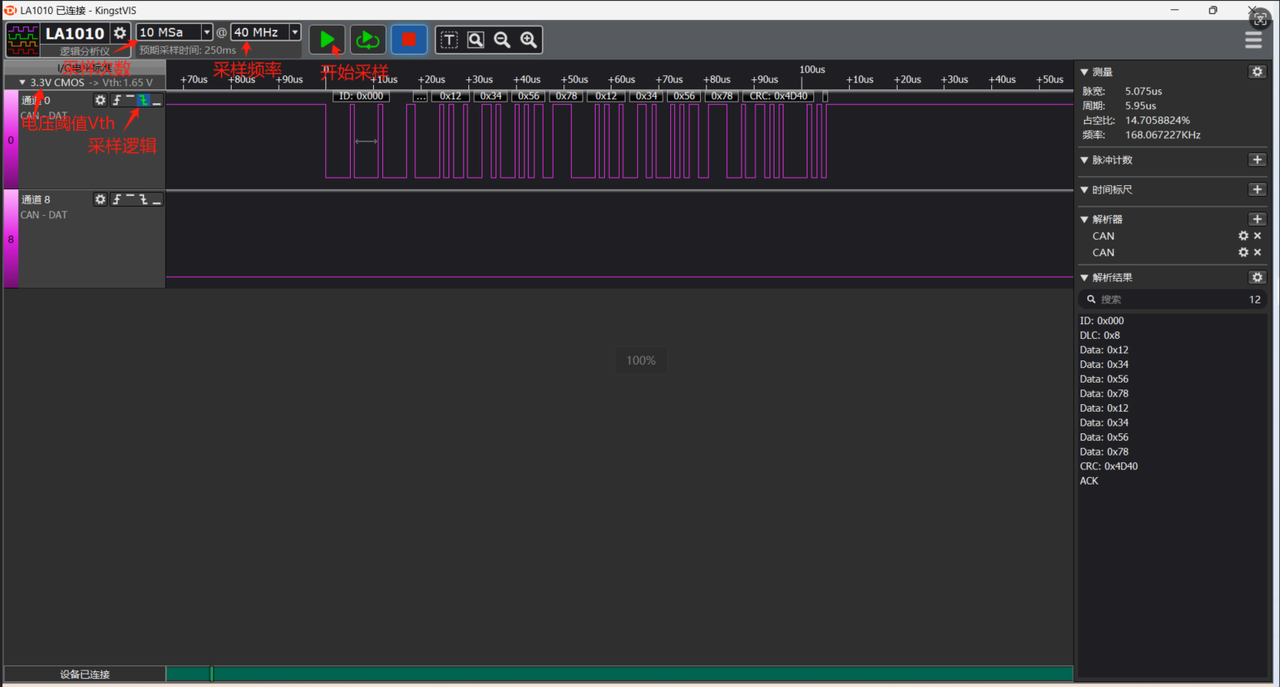 LA1010 已连接 - KingstVIS
LA1010
10 MSa
@
40 MHz
逻辑分析仪
预期采样时间: 250ms
采样次数
采样频率
开始采样
3.3V CMOS -> Vth:1.65 V
0
100us
+70us +80us +90us +10us +20us +30us +40us +50us +60us +70us +80us +90us +10us +20us +30us +40us +50us
通道 0
CAN - DAT
电压阈值Vth
采样逻辑
0
ID: 0x000 ... 0x12 0x34 0x56 0x78 0x12 0x34 0x56 0x78 CRC: 0x4D40
通道 8
CAN - DAT
8
100%
测量
脉宽: 5.075us
周期: 5.95us
占空比: 14.7058824%
频率: 168.067227KHz
脉冲计数
时间标尺
解析器
CAN
CAN
解析结果
搜索 12
ID: 0x000
DLC: 0x8
Data: 0x12
Data: 0x34
Data: 0x56
Data: 0x78
Data: 0x12
Data: 0x34
Data: 0x56
Data: 0x78
CRC: 0x4D40
ACK
设备已连接